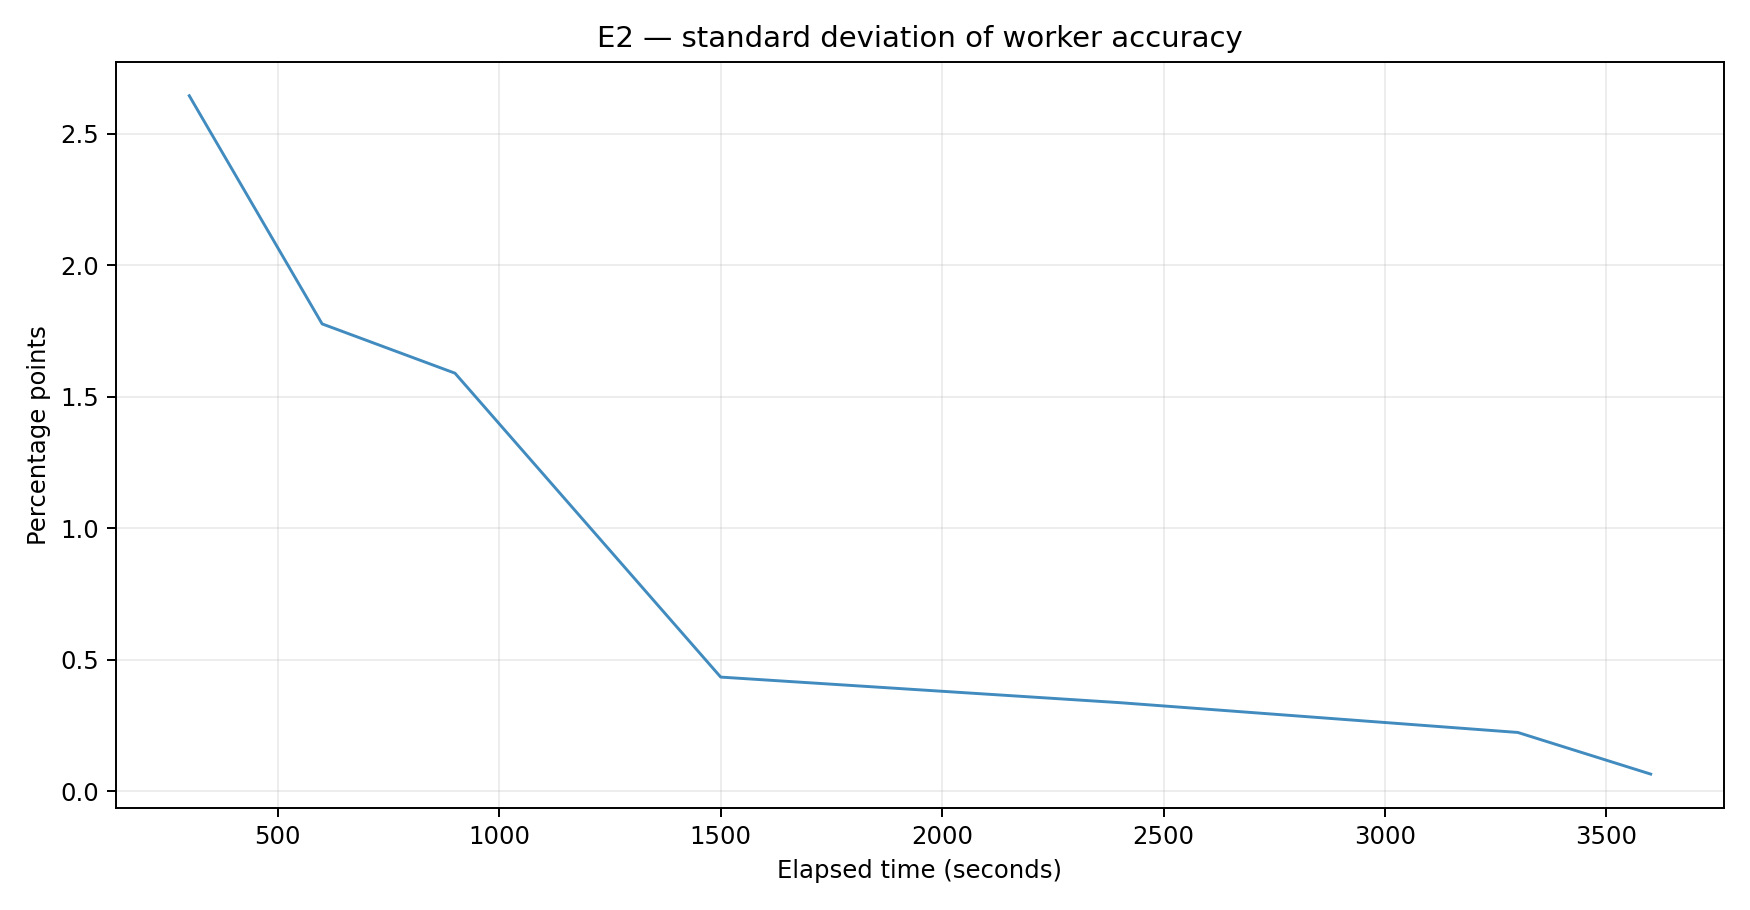 E2 — standard deviation of worker accuracy
2.5
2.0
1.5
1.0
0.5
0.0
Percentage points
500 1000 1500 2000 2500 3000 3500
Elapsed time (seconds)